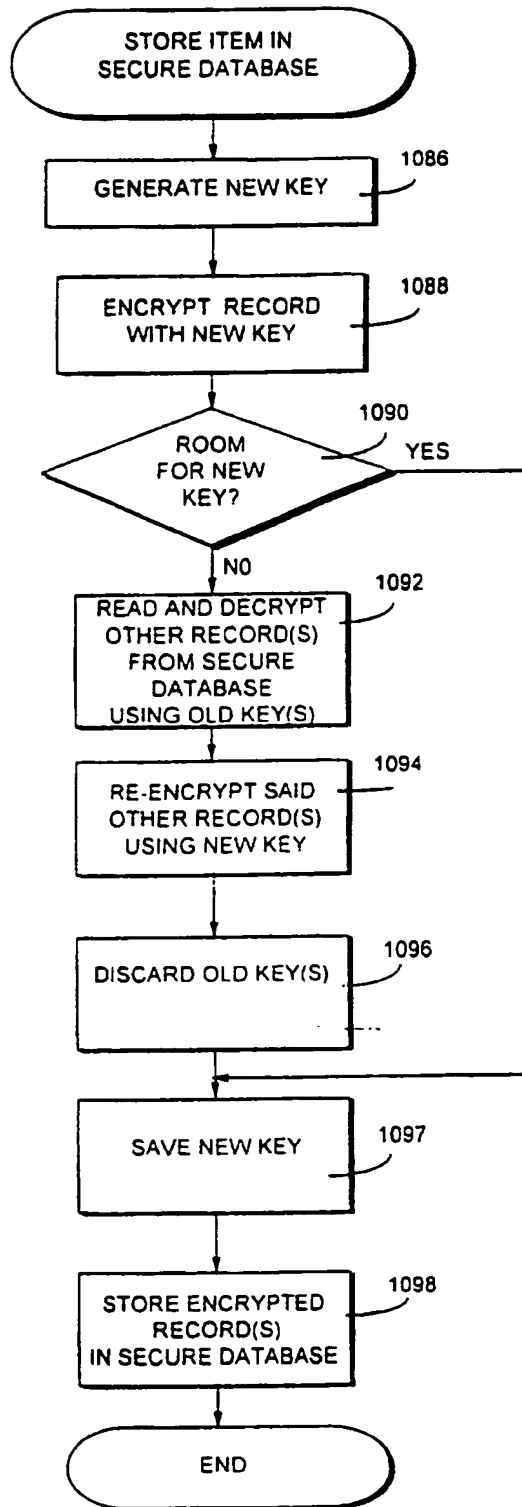 STORE ITEM IN
SECURE DATABASE
1086
GENERATE NEW KEY
1088
ENCRYPT RECORD
WITH NEW KEY
1090
ROOM
FOR NEW
KEY?
YES
NO
1092
READ AND DECRYPT
OTHER RECORD(S)
FROM SECURE
DATABASE
USING OLD KEY(S)
1094
RE-ENCRYPT SAID
OTHER RECORD(S)
USING NEW KEY
1096
DISCARD OLD KEY(S)
1097
SAVE NEW KEY
1098
STORE ENCRYPTED
RECORD(S)
IN SECURE DATABASE
END